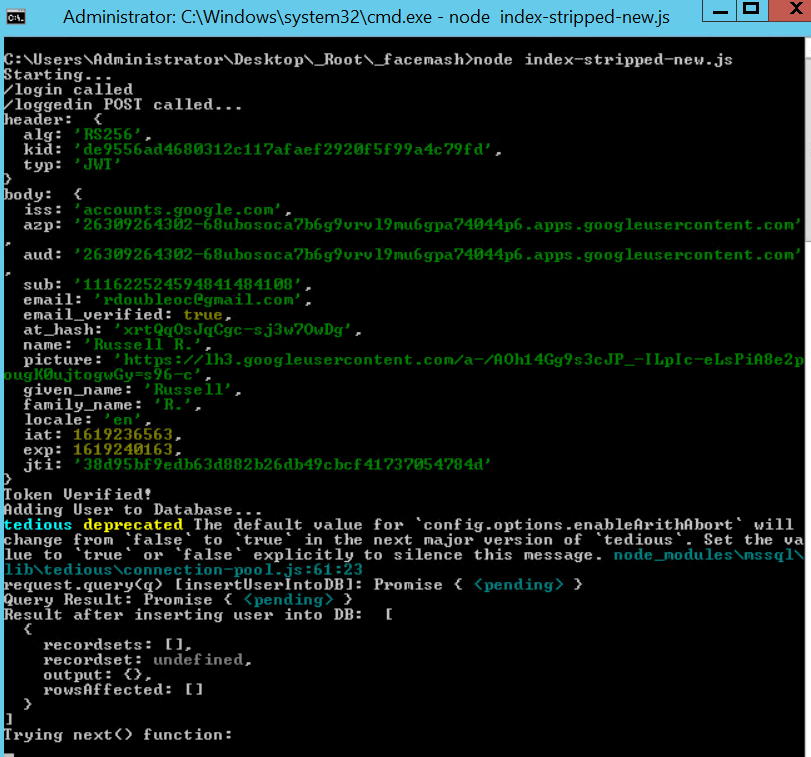 Administrator: C:\Windows\system32\cmd.exe - node  index-stripped-new.js
C:\Users\Administrator\Desktop\_Root\_facemash>node index-stripped-new.js
Starting...
/login called
/loggedin POST called...
header:  {
  alg: 'RS256',
  kid: 'de9556ad4680312c117afaef2920f5f99a4c79fd',
  typ: 'JWT'
}
body:  {
  iss: 'accounts.google.com',
  azp: '26309264302-68ubosoca7b6g9vrvl9mu6gpa74044p6.apps.googleusercontent.com'
,
  aud: '26309264302-68ubosoca7b6g9vrvl9mu6gpa74044p6.apps.googleusercontent.com'
,
  sub: '111622524594841484108',
  email: 'rdoubleoc@gmail.com',
  email_verified: true,
  at_hash: 'xrtQqOsJqCgc-sj3w7OwDg',
  name: 'Russell R.',
  picture: 'https://lh3.googleusercontent.com/a-/AOh14Gg9s3cJP_-ILpIc-eLsPiA8e2p
ougK0ujtogwGy=s96-c',
  given_name: 'Russell',
  family_name: 'R.',
  locale: 'en',
  iat: 1619236563,
  exp: 1619240163,
  jti: '38d95bf9edb63d882b26db49cbcf41737054784d'
}
Token Verified!
Adding User to Database...
tedious deprecated The default value for `config.options.enableArithAbort` will
change from `false` to `true` in the next major version of `tedious`. Set the va
lue to `true` or `false` explicitly to silence this message. node_modules\mssql\
lib\tedious\connection-pool.js:61:23
request.query(q) [insertUserIntoDB]: Promise { <pending> }
Query Result: Promise { <pending> }
Result after inserting user into DB:  [
  {
    recordsets: [],
    recordset: undefined,
    output: {},
    rowsAffected: []
  }
]
Trying next() function: